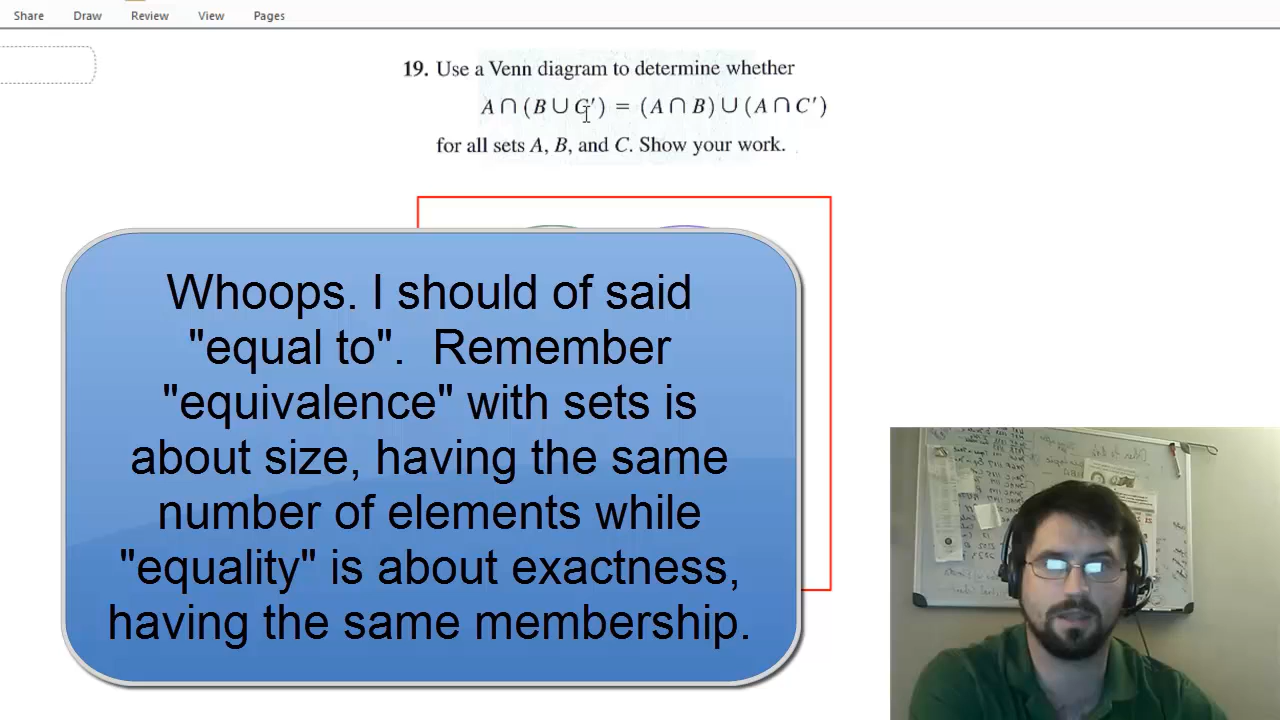 Share Draw Review View Pages
19. Use a Venn diagram to determine whether
A ∩ (B ∪ C′) = (A ∩ B) ∪ (A ∩ C′)
for all sets A, B, and C. Show your work.
Whoops. I should of said
"equal to". Remember
"equivalence" with sets is
about size, having the same
number of elements while
"equality" is about exactness,
having the same membership.